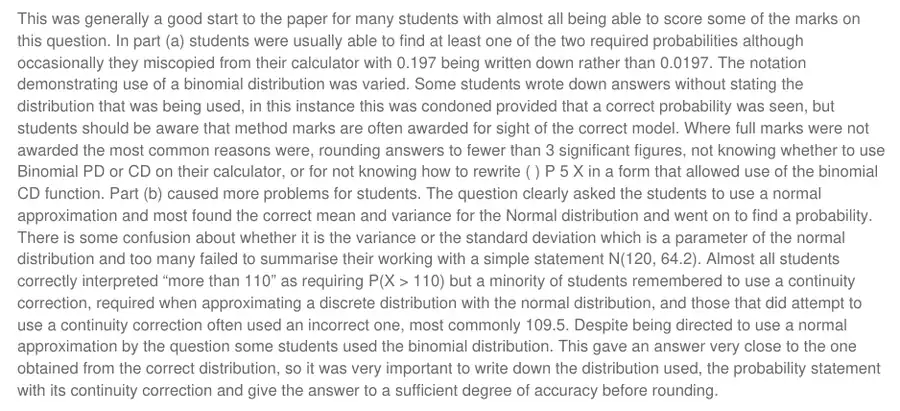 This was generally a good start to the paper for many students with almost all being able to score some of the marks on
this question. In part (a) students were usually able to find at least one of the two required probabilities although
occasionally they miscopied from their calculator with 0.197 being written down rather than 0.0197. The notation
demonstrating use of a binomial distribution was varied. Some students wrote down answers without stating the
distribution that was being used, in this instance this was condoned provided that a correct probability was seen, but
students should be aware that method marks are often awarded for sight of the correct model. Where full marks were not
awarded the most common reasons were, rounding answers to fewer than 3 significant figures, not knowing whether to use
Binomial PD or CD on their calculator, or for not knowing how to rewrite ( ) P 5 X in a form that allowed use of the binomial
CD function. Part (b) caused more problems for students. The question clearly asked the students to use a normal
approximation and most found the correct mean and variance for the Normal distribution and went on to find a probability.
There is some confusion about whether it is the variance or the standard deviation which is a parameter of the normal
distribution and too many failed to summarise their working with a simple statement N(120, 64.2). Almost all students
correctly interpreted “more than 110” as requiring P(X > 110) but a minority of students remembered to use a continuity
correction, required when approximating a discrete distribution with the normal distribution, and those that did attempt to
use a continuity correction often used an incorrect one, most commonly 109.5. Despite being directed to use a normal
approximation by the question some students used the binomial distribution. This gave an answer very close to the one
obtained from the correct distribution, so it was very important to write down the distribution used, the probability statement
with its continuity correction and give the answer to a sufficient degree of accuracy before rounding.